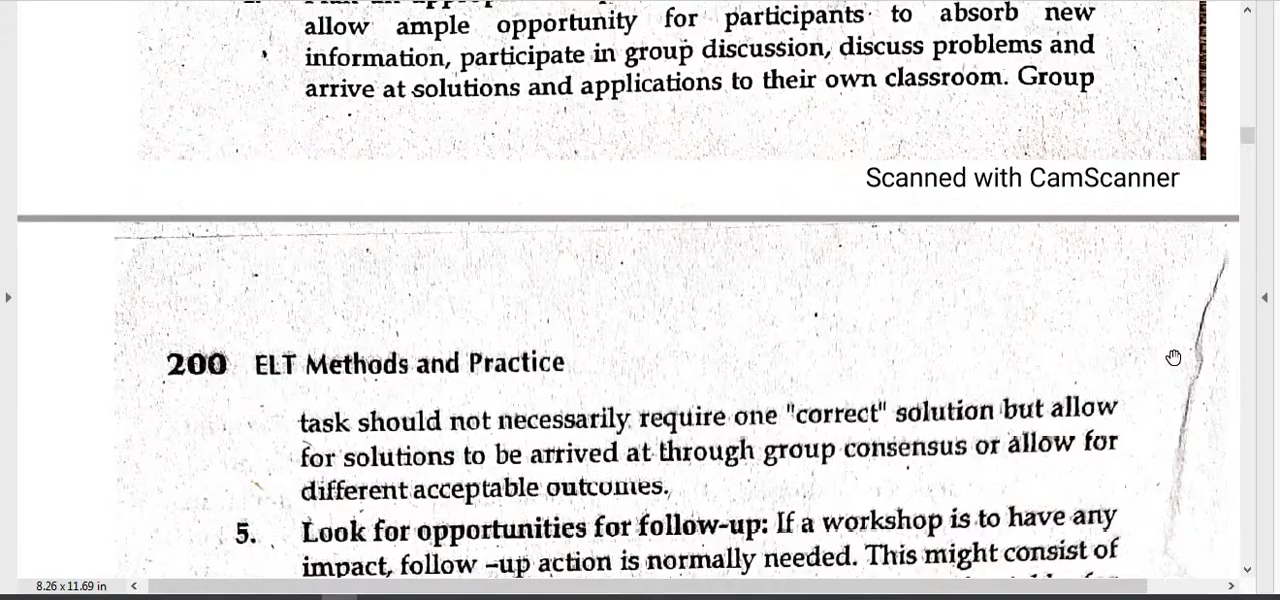 allow ample opportunity for participants to absorb new
information, participate in group discussion, discuss problems and
arrive at solutions and applications to their own classroom. Group
Scanned with CamScanner
200 ELT Methods and Practice
task should not necessarily require one "correct" solution but allow
for solutions to be arrived at through group consensus or allow for
different acceptable outcomes.
5. Look for opportunities for follow-up: If a workshop is to have any
impact, follow –up action is normally needed. This might consist of
8.26 x 11.69 in